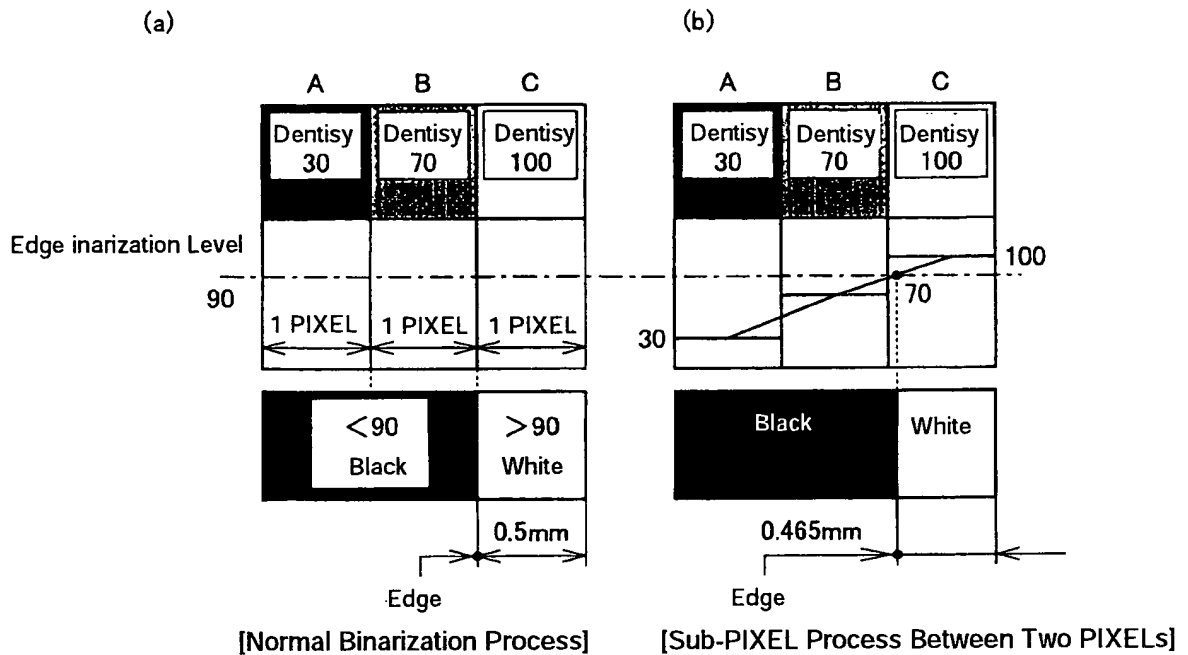 (a)
(b)
A B C
A B C
Dentisy 30
Dentisy 70
Dentisy 100
Dentisy 30
Dentisy 70
Dentisy 100
Edge inarization Level
90
1 PIXEL
1 PIXEL
1 PIXEL
30
70
100
<90
Black
>90
White
Black
White
0.5mm
0.465mm
Edge
Edge
[Normal Binarization Process]
[Sub-PIXEL Process Between Two PIXELs]